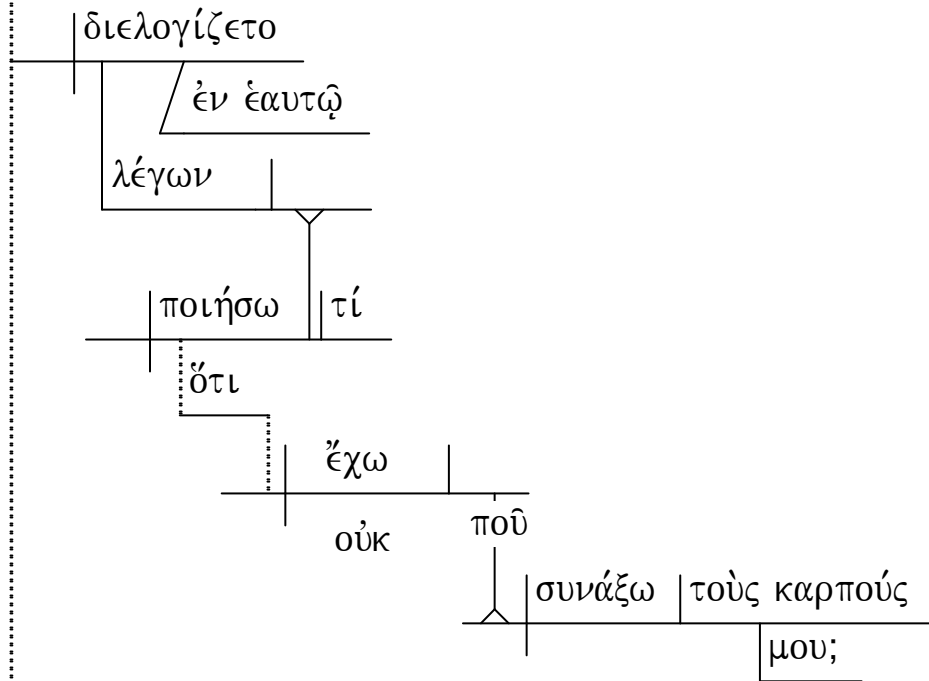 διελογίζετο
ἐν ἑαυτῷ
λέγων
ποιήσω τί
ὅτι
ἔχω
οὐκ ποῦ
συνάξω τοὺς καρπούς
μου;